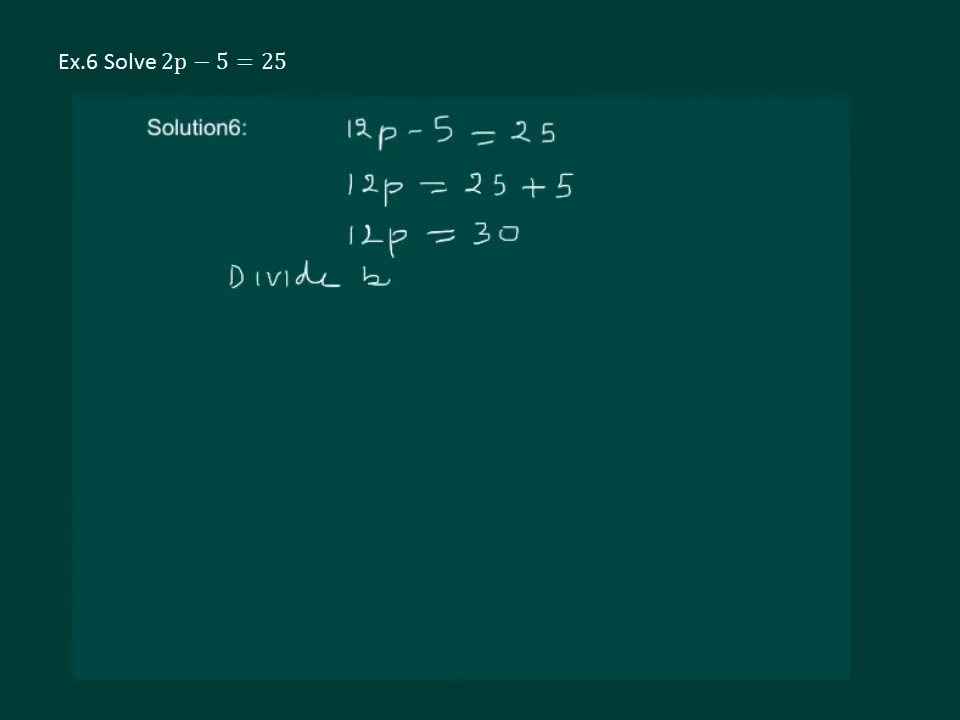 Ex.6 Solve 2p − 5 = 25
Solution6: 12p - 5 = 25
12p = 25 + 5
12p = 30
Divide b